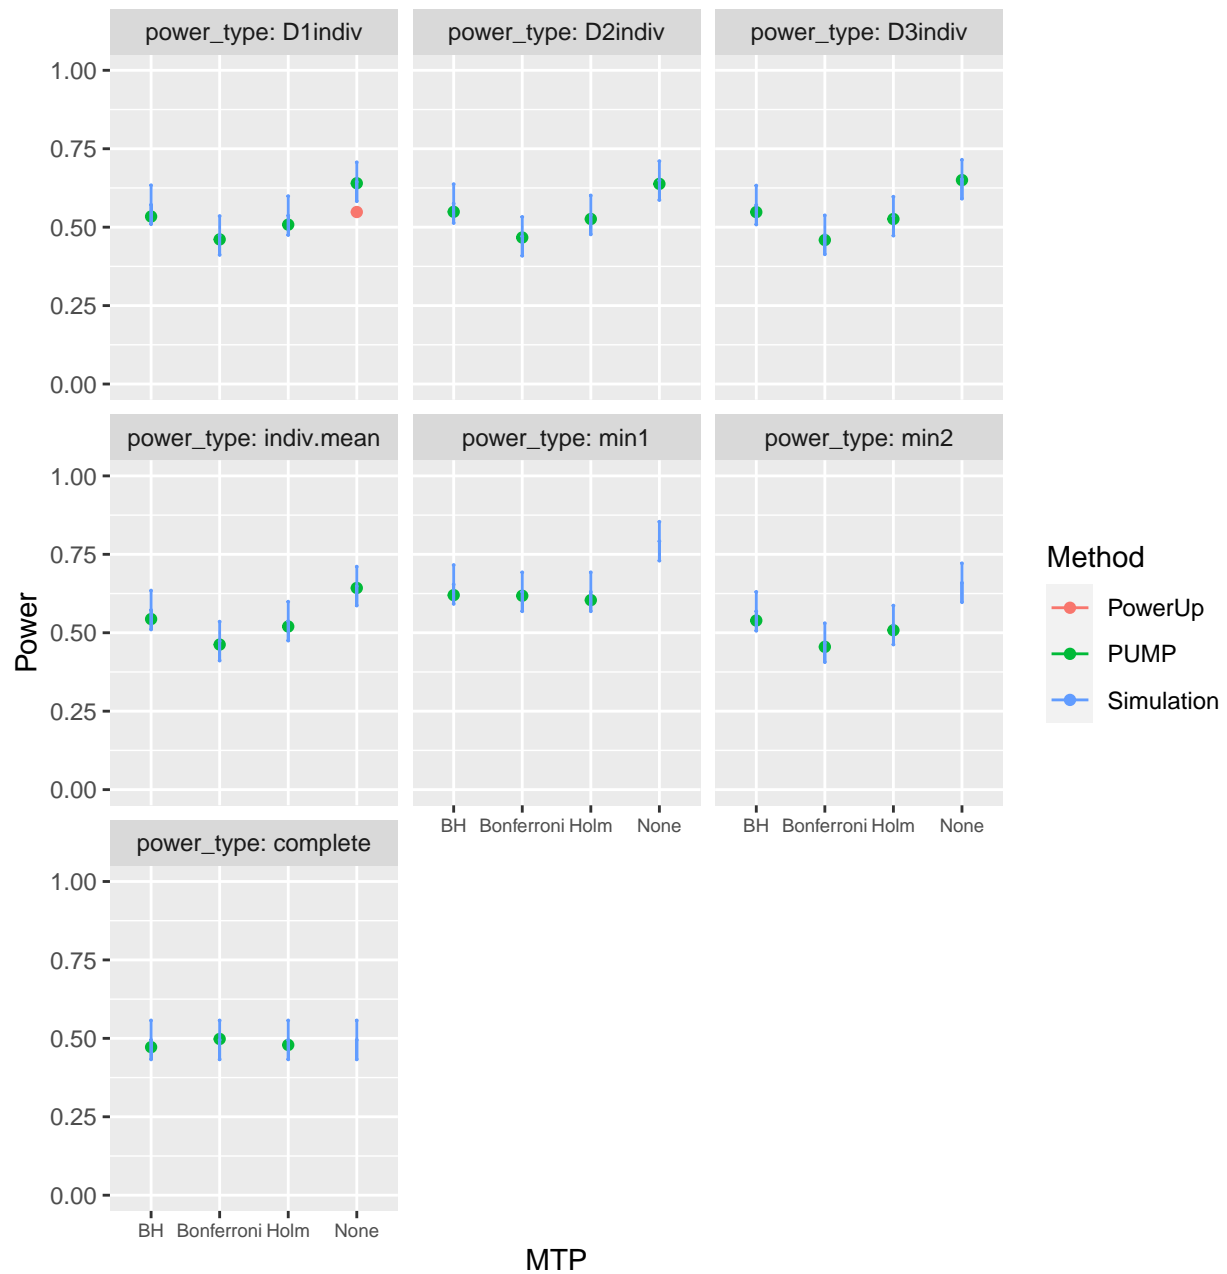 power_type: D1indiv power_type: D2indiv power_type: D3indiv
1.00
0.75
0.50
0.25
0.00
power_type: indiv.mean power_type: min1 power_type: min2
1.00
0.75
0.50
0.25
0.00
BH Bonferroni Holm None BH Bonferroni Holm None
power_type: complete
1.00
0.75
0.50
0.25
0.00
BH Bonferroni Holm None
MTP
Power
Method
PowerUp
PUMP
Simulation